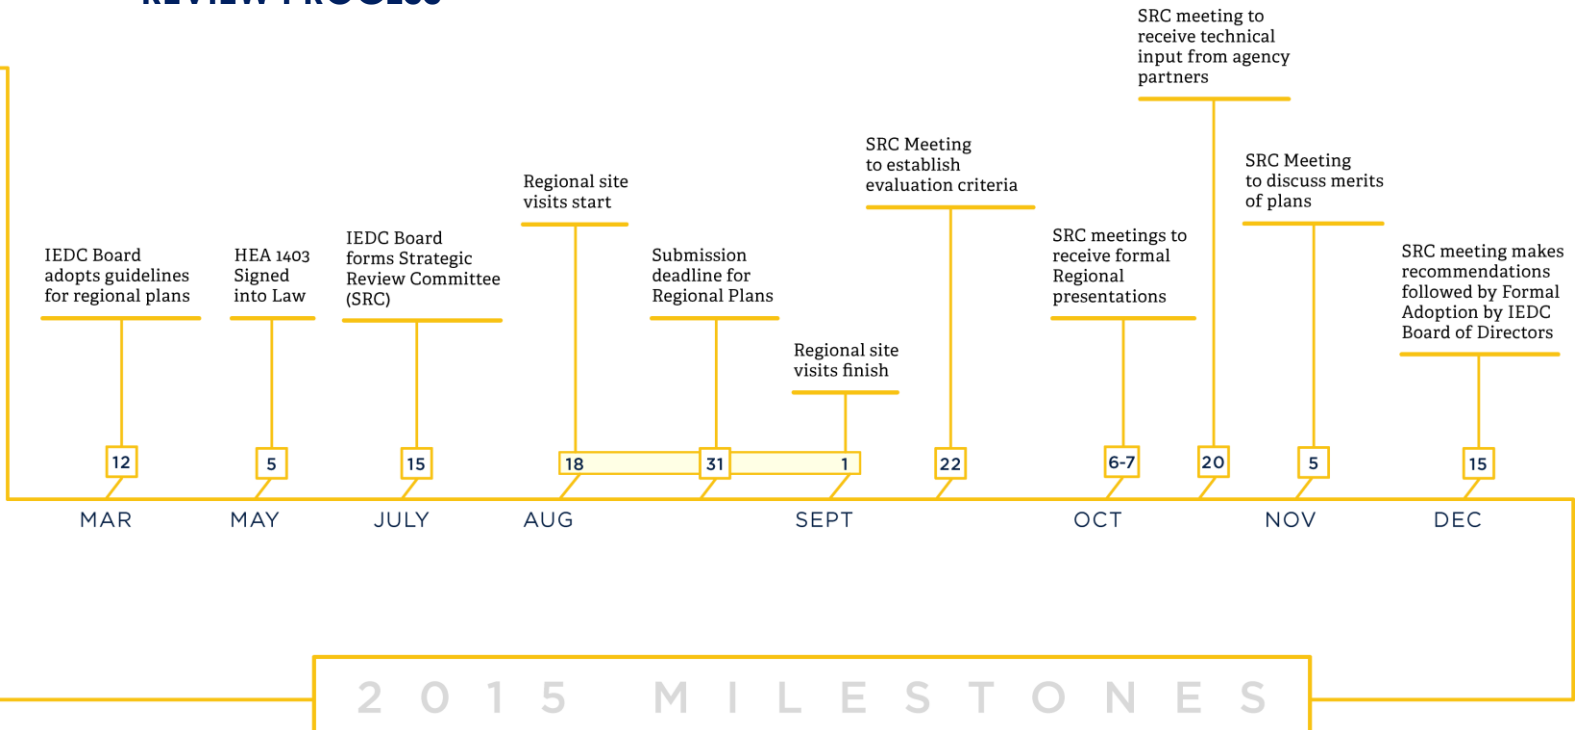 REVIEW PROCESS
SRC meeting to
receive technical
input from agency
partners
SRC Meeting
to establish
evaluation criteria
SRC Meeting
to discuss merits
of plans
Regional site
visits start
IEDC Board
adopts guidelines
for regional plans
HEA 1403
Signed
into Law
IEDC Board
forms Strategic
Review Committee
(SRC)
Submission
deadline for
Regional Plans
Regional site
visits finish
SRC meetings to
receive formal
Regional
presentations
SRC meeting makes
recommendations
followed by Formal
Adoption by IEDC
Board of Directors
12
5
15
18
31
1
22
6-7
20
5
15
MAR
MAY
JULY
AUG
SEPT
OCT
NOV
DEC
2015 MILESTONES